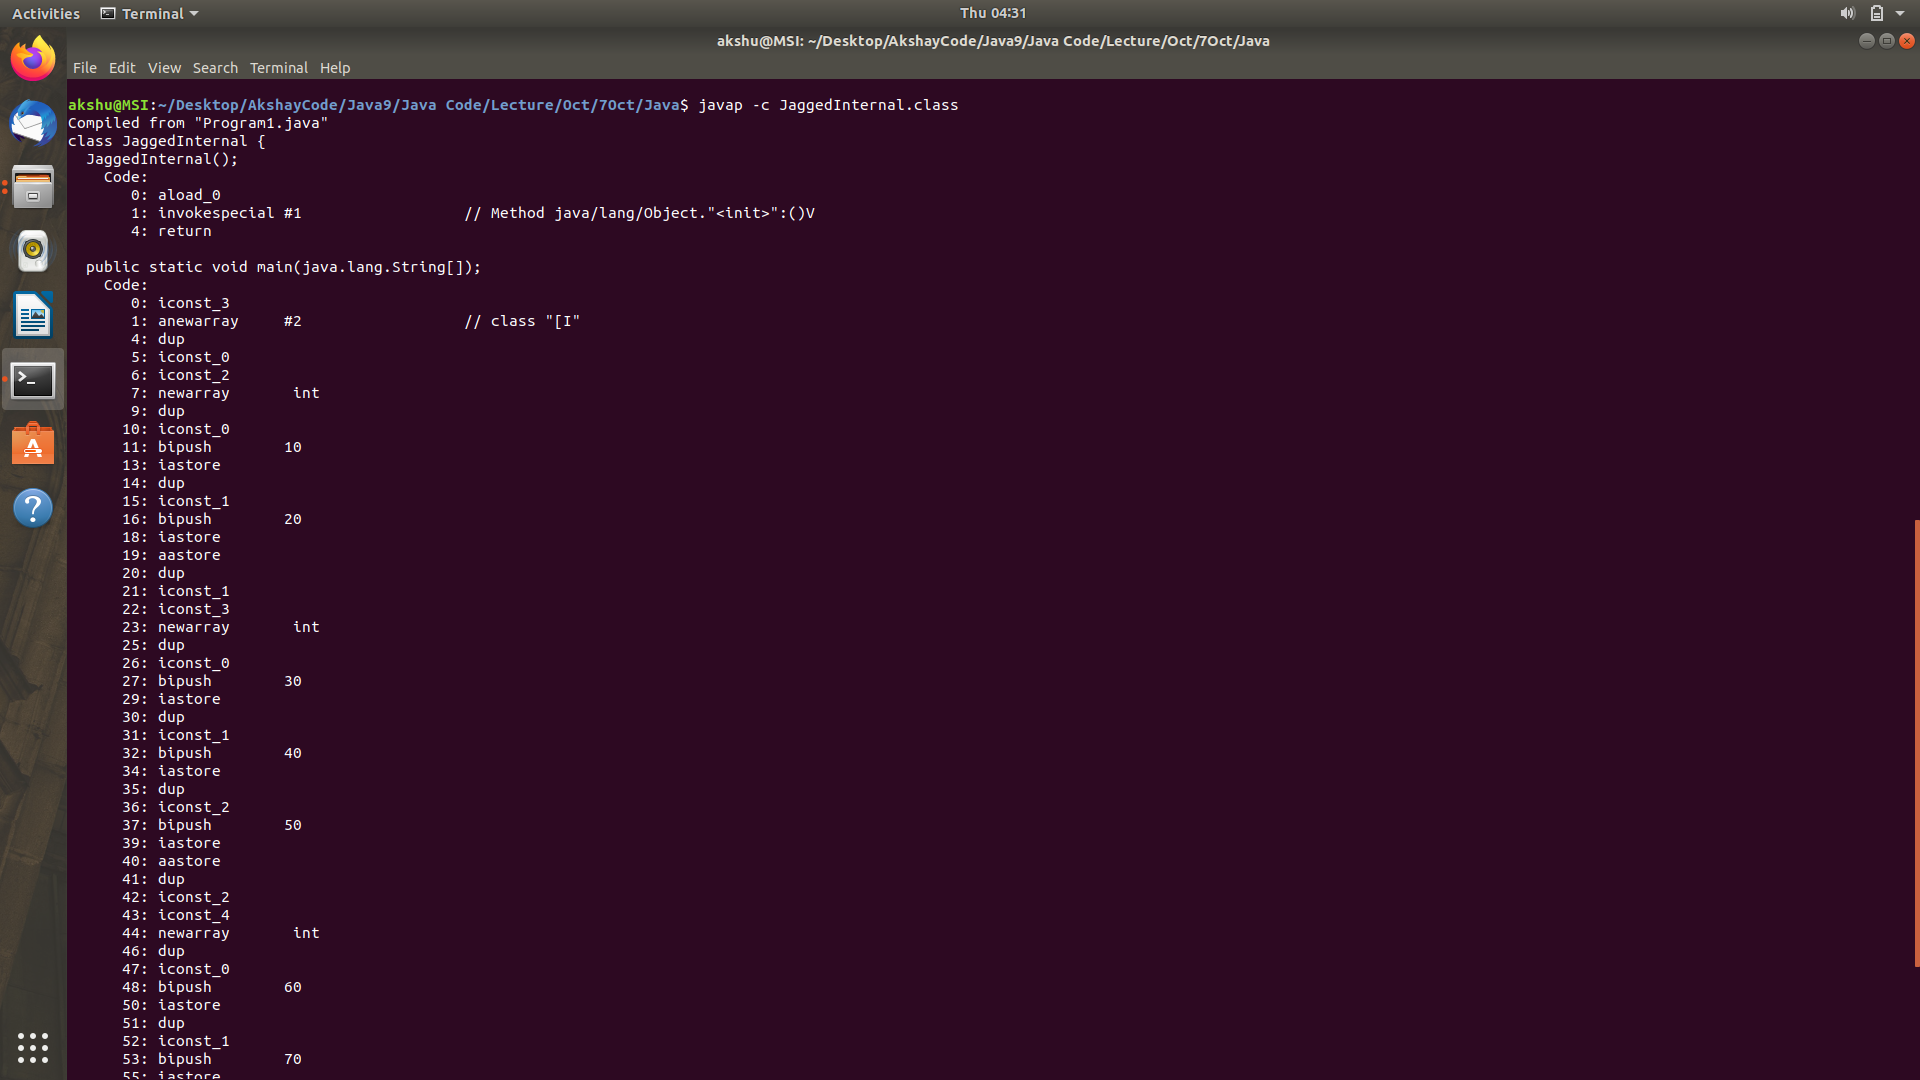 Activities
Terminal
Thu 04:31
akshu@MSI: ~/Desktop/AkshayCode/Java9/Java Code/Lecture/Oct/7Oct/Java
File Edit View Search Terminal Help
akshu@MSI:~/Desktop/AkshayCode/Java9/Java Code/Lecture/Oct/7Oct/Java$ javap -c JaggedInternal.class
Compiled from "Program1.java"
class JaggedInternal {
  JaggedInternal();
    Code:
       0: aload_0
       1: invokespecial #1                  // Method java/lang/Object."<init>":()V
       4: return

  public static void main(java.lang.String[]);
    Code:
       0: iconst_3
       1: anewarray     #2                  // class "[I"
       4: dup
       5: iconst_0
       6: iconst_2
       7: newarray       int
       9: dup
      10: iconst_0
      11: bipush        10
      13: iastore
      14: dup
      15: iconst_1
      16: bipush        20
      18: iastore
      19: aastore
      20: dup
      21: iconst_1
      22: iconst_3
      23: newarray       int
      25: dup
      26: iconst_0
      27: bipush        30
      29: iastore
      30: dup
      31: iconst_1
      32: bipush        40
      34: iastore
      35: dup
      36: iconst_2
      37: bipush        50
      39: iastore
      40: aastore
      41: dup
      42: iconst_2
      43: iconst_4
      44: newarray       int
      46: dup
      47: iconst_0
      48: bipush        60
      50: iastore
      51: dup
      52: iconst_1
      53: bipush        70
      55: iastore